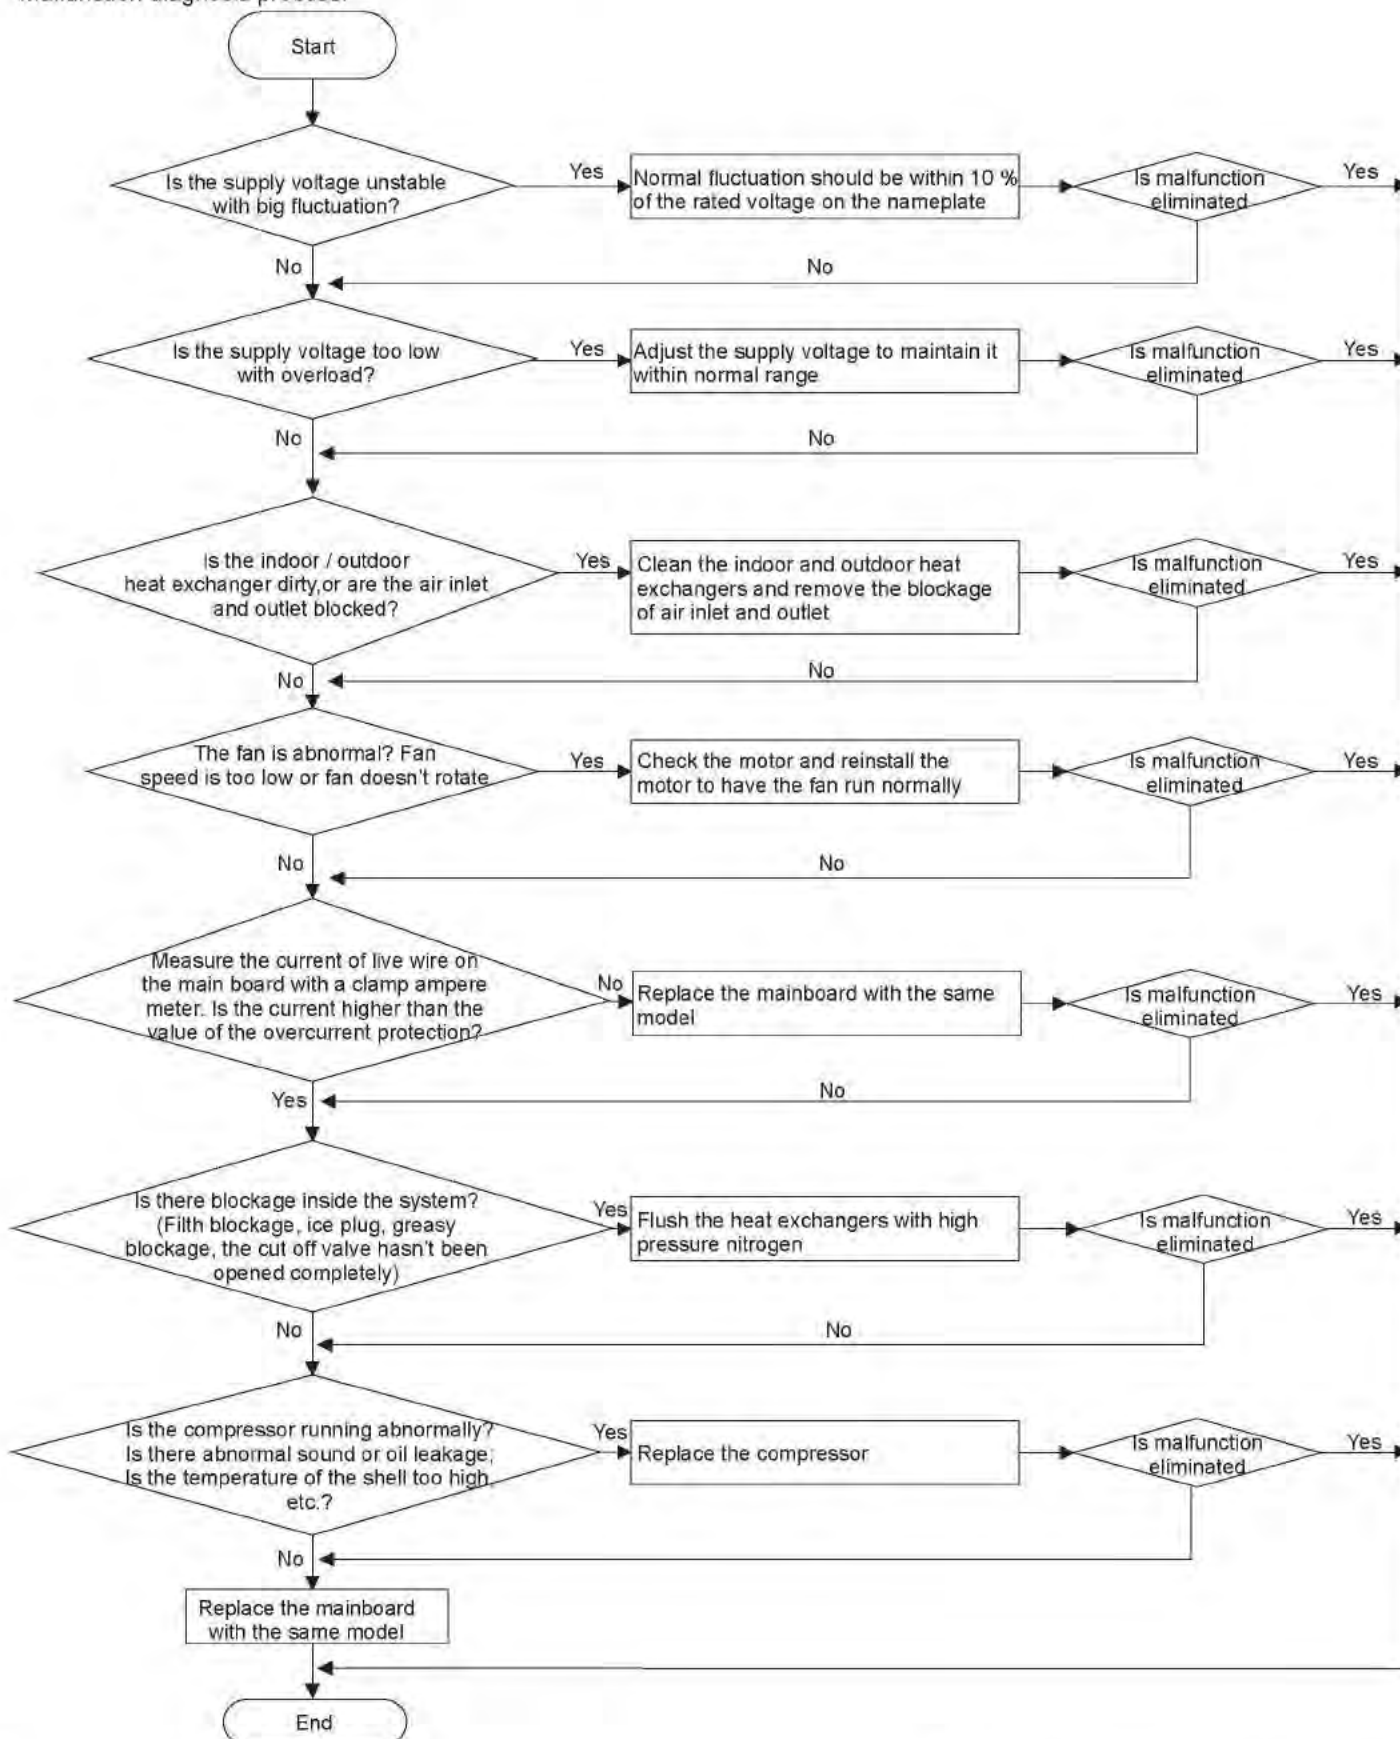 Malfunction diagnosis process:
Start
Is the supply voltage unstable
with big fluctuation?
Yes
Normal fluctuation should be within 10 %
of the rated voltage on the nameplate
Is malfunction
eliminated
Yes
No
No
Is the supply voltage too low
with overload?
Yes
Adjust the supply voltage to maintain it
within normal range
Is malfunction
eliminated
Yes
No
No
Is the indoor / outdoor
heat exchanger dirty,or are the air inlet
and outlet blocked?
Yes
Clean the indoor and outdoor heat
exchangers and remove the blockage
of air inlet and outlet
Is malfunction
eliminated
Yes
No
No
The fan is abnormal? Fan
speed is too low or fan doesn't rotate
Yes
Check the motor and reinstall the
motor to have the fan run normally
Is malfunction
eliminated
Yes
No
No
Measure the current of live wire on
the main board with a clamp ampere
meter. Is the current higher than the
value of the overcurrent protection?
No
Replace the mainboard with the same
model
Is malfunction
eliminated
Yes
Yes
No
Is there blockage inside the system?
(Filth blockage, ice plug, greasy
blockage, the cut off valve hasn't been
opened completely)
Yes
Flush the heat exchangers with high
pressure nitrogen
Is malfunction
eliminated
Yes
No
No
Is the compressor running abnormally?
Is there abnormal sound or oil leakage;
Is the temperature of the shell too high,
etc.?
Yes
Replace the compressor
Is malfunction
eliminated
Yes
No
Replace the mainboard
with the same model
End